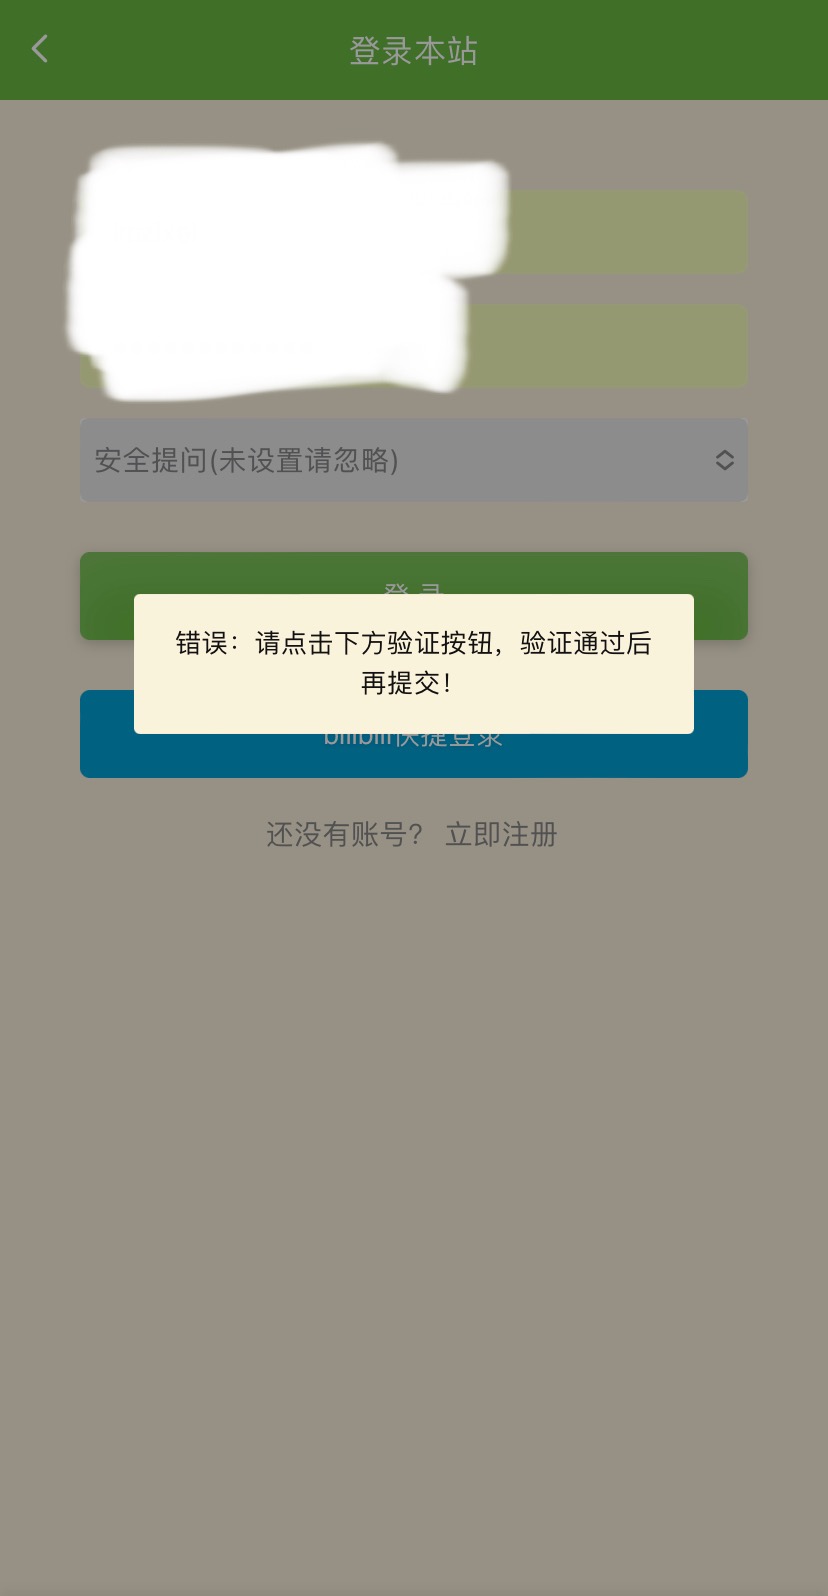 登录本站
安全提问(未设置请忽略)
登 录
错误：请点击下方验证按钮，验证通过后
再提交！
bilibili快捷登录
还没有账号？ 立即注册